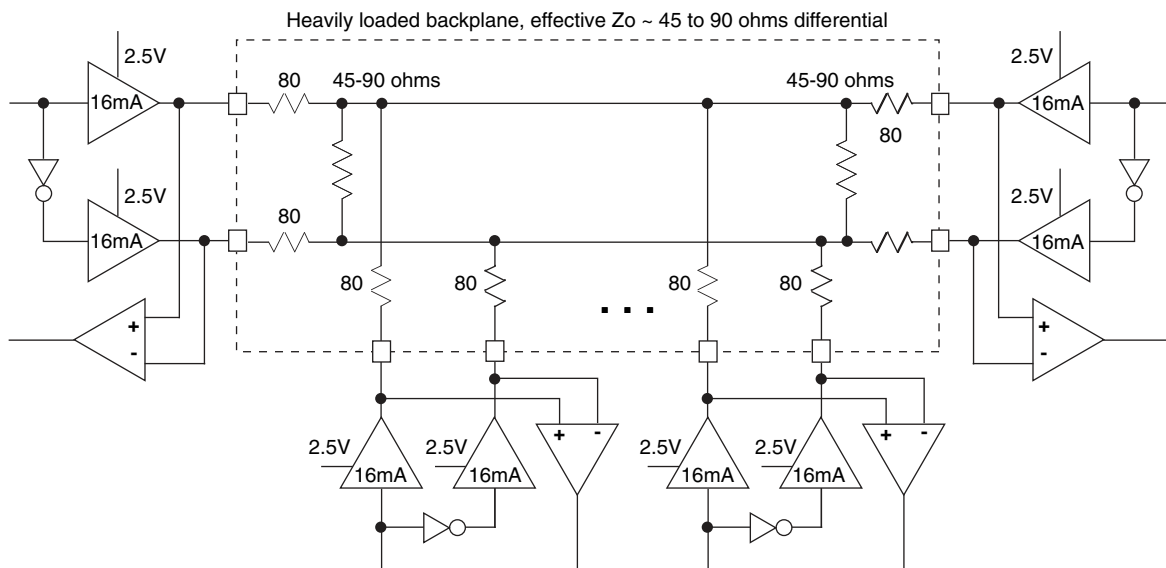 Heavily loaded backplane, effective Zo ~ 45 to 90 ohms differential
2.5V
2.5V
80
45-90 ohms
45-90 ohms
16mA
16mA
80
2.5V
2.5V
80
16mA
16mA
80
80
80
80
+
-
. . .
+
-
+
-
+
-
2.5V
2.5V
2.5V
2.5V
16mA
16mA
16mA
16mA